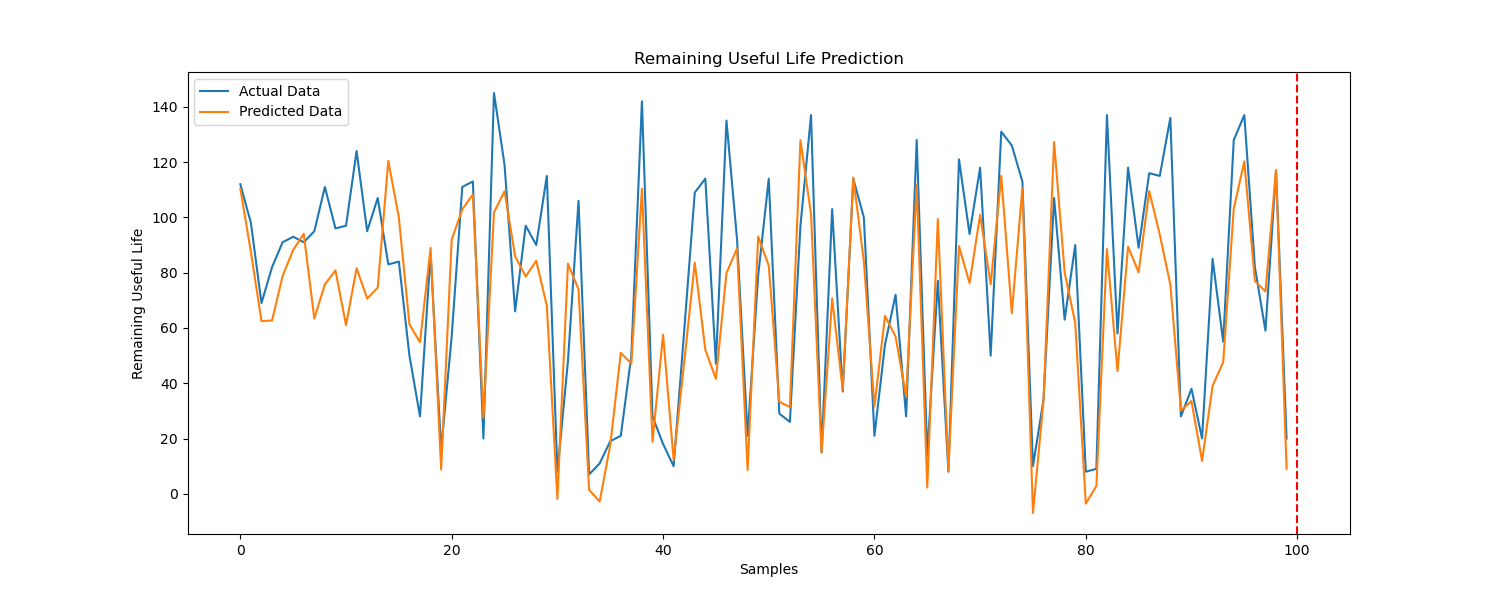 Remaining Useful Life Prediction
Actual Data
Predicted Data
Remaining Useful Life
140
120
100
80
60
40
20
0
0 20 40 60 80 100
Samples